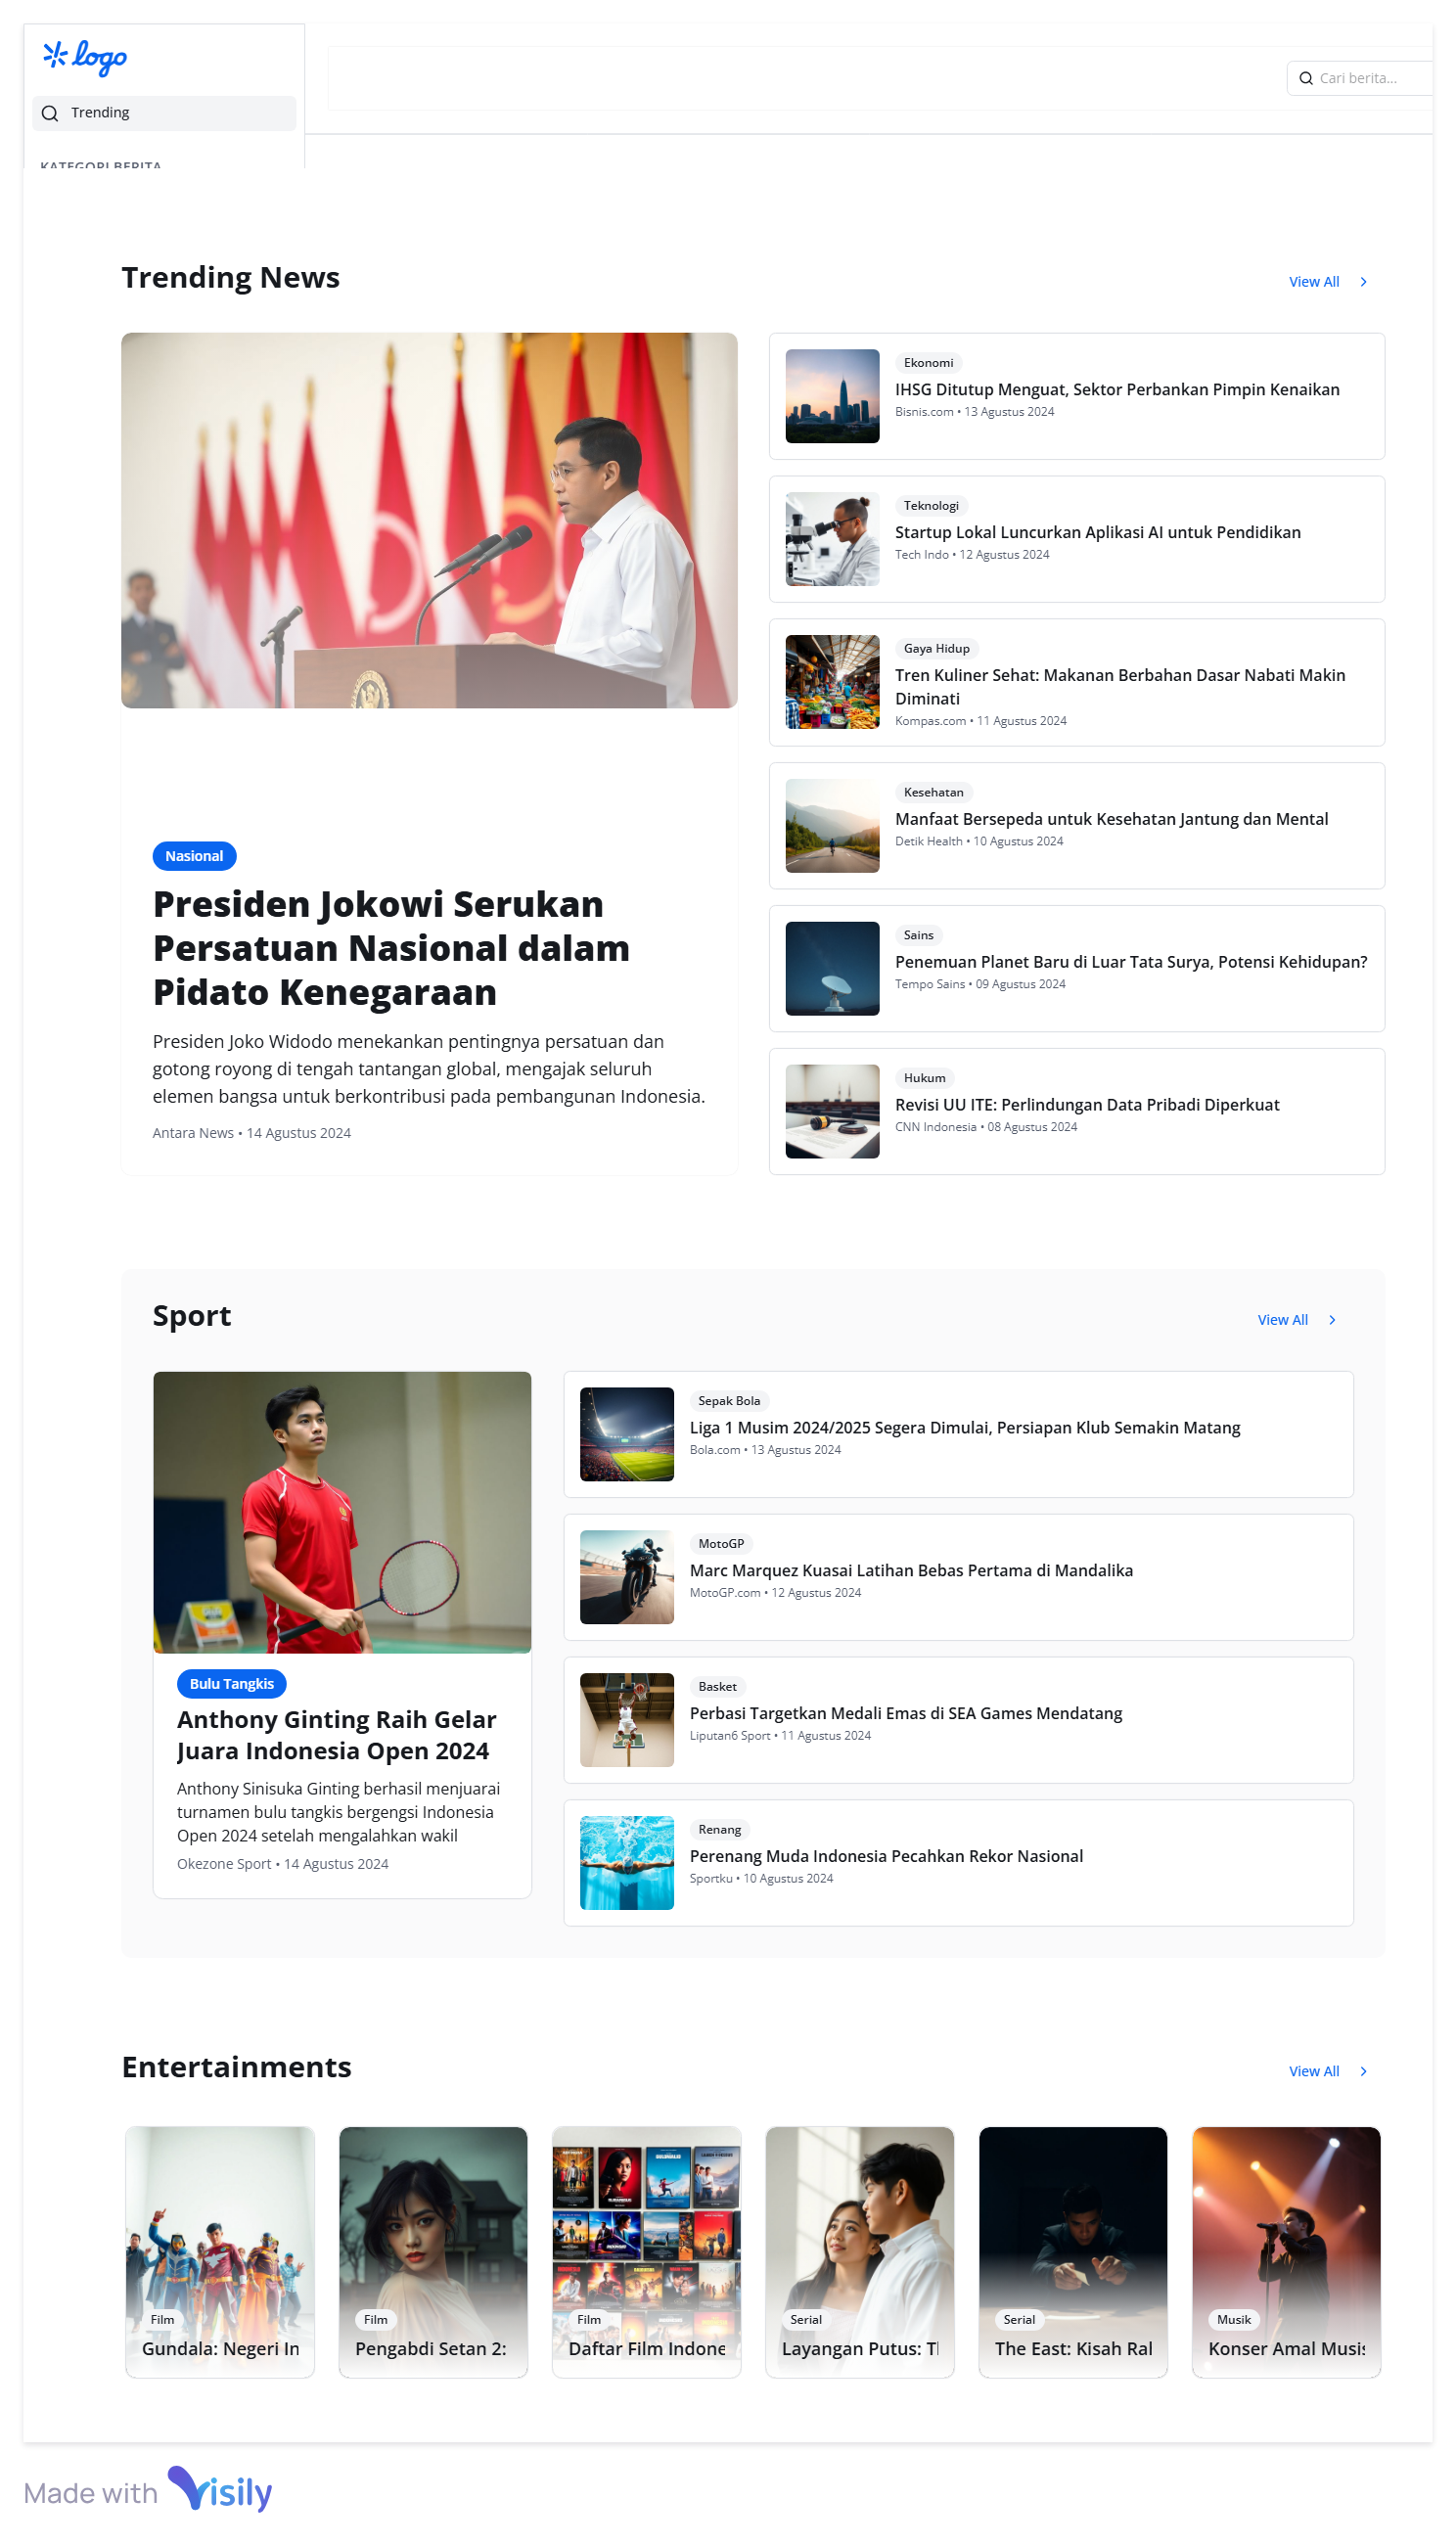 logo
Cari berita...
Trending
KATEGORI BERITA
Trending News
View All
Nasional
Presiden Jokowi Serukan
Persatuan Nasional dalam
Pidato Kenegaraan
Presiden Joko Widodo menekankan pentingnya persatuan dan
gotong royong di tengah tantangan global, mengajak seluruh
elemen bangsa untuk berkontribusi pada pembangunan Indonesia.
Antara News • 14 Agustus 2024
Ekonomi
IHSG Ditutup Menguat, Sektor Perbankan Pimpin Kenaikan
Bisnis.com • 13 Agustus 2024
Teknologi
Startup Lokal Luncurkan Aplikasi AI untuk Pendidikan
Tech Indo • 12 Agustus 2024
Gaya Hidup
Tren Kuliner Sehat: Makanan Berbahan Dasar Nabati Makin
Diminati
Kompas.com • 11 Agustus 2024
Kesehatan
Manfaat Bersepeda untuk Kesehatan Jantung dan Mental
Detik Health • 10 Agustus 2024
Sains
Penemuan Planet Baru di Luar Tata Surya, Potensi Kehidupan?
Tempo Sains • 09 Agustus 2024
Hukum
Revisi UU ITE: Perlindungan Data Pribadi Diperkuat
CNN Indonesia • 08 Agustus 2024
Sport
View All
Bulu Tangkis
Anthony Ginting Raih Gelar
Juara Indonesia Open 2024
Anthony Sinisuka Ginting berhasil menjuarai
turnamen bulu tangkis bergengsi Indonesia
Open 2024 setelah mengalahkan wakil
Okezone Sport • 14 Agustus 2024
Sepak Bola
Liga 1 Musim 2024/2025 Segera Dimulai, Persiapan Klub Semakin Matang
Bola.com • 13 Agustus 2024
MotoGP
Marc Marquez Kuasai Latihan Bebas Pertama di Mandalika
MotoGP.com • 12 Agustus 2024
Basket
Perbasi Targetkan Medali Emas di SEA Games Mendatang
Liputan6 Sport • 11 Agustus 2024
Renang
Perenang Muda Indonesia Pecahkan Rekor Nasional
Sportku • 10 Agustus 2024
Entertainments
View All
Film
Gundala: Negeri In
Film
Pengabdi Setan 2:
Film
Daftar Film Indone
Serial
Layangan Putus: Tl
Serial
The East: Kisah Ral
Musik
Konser Amal Musis
Made with Visily